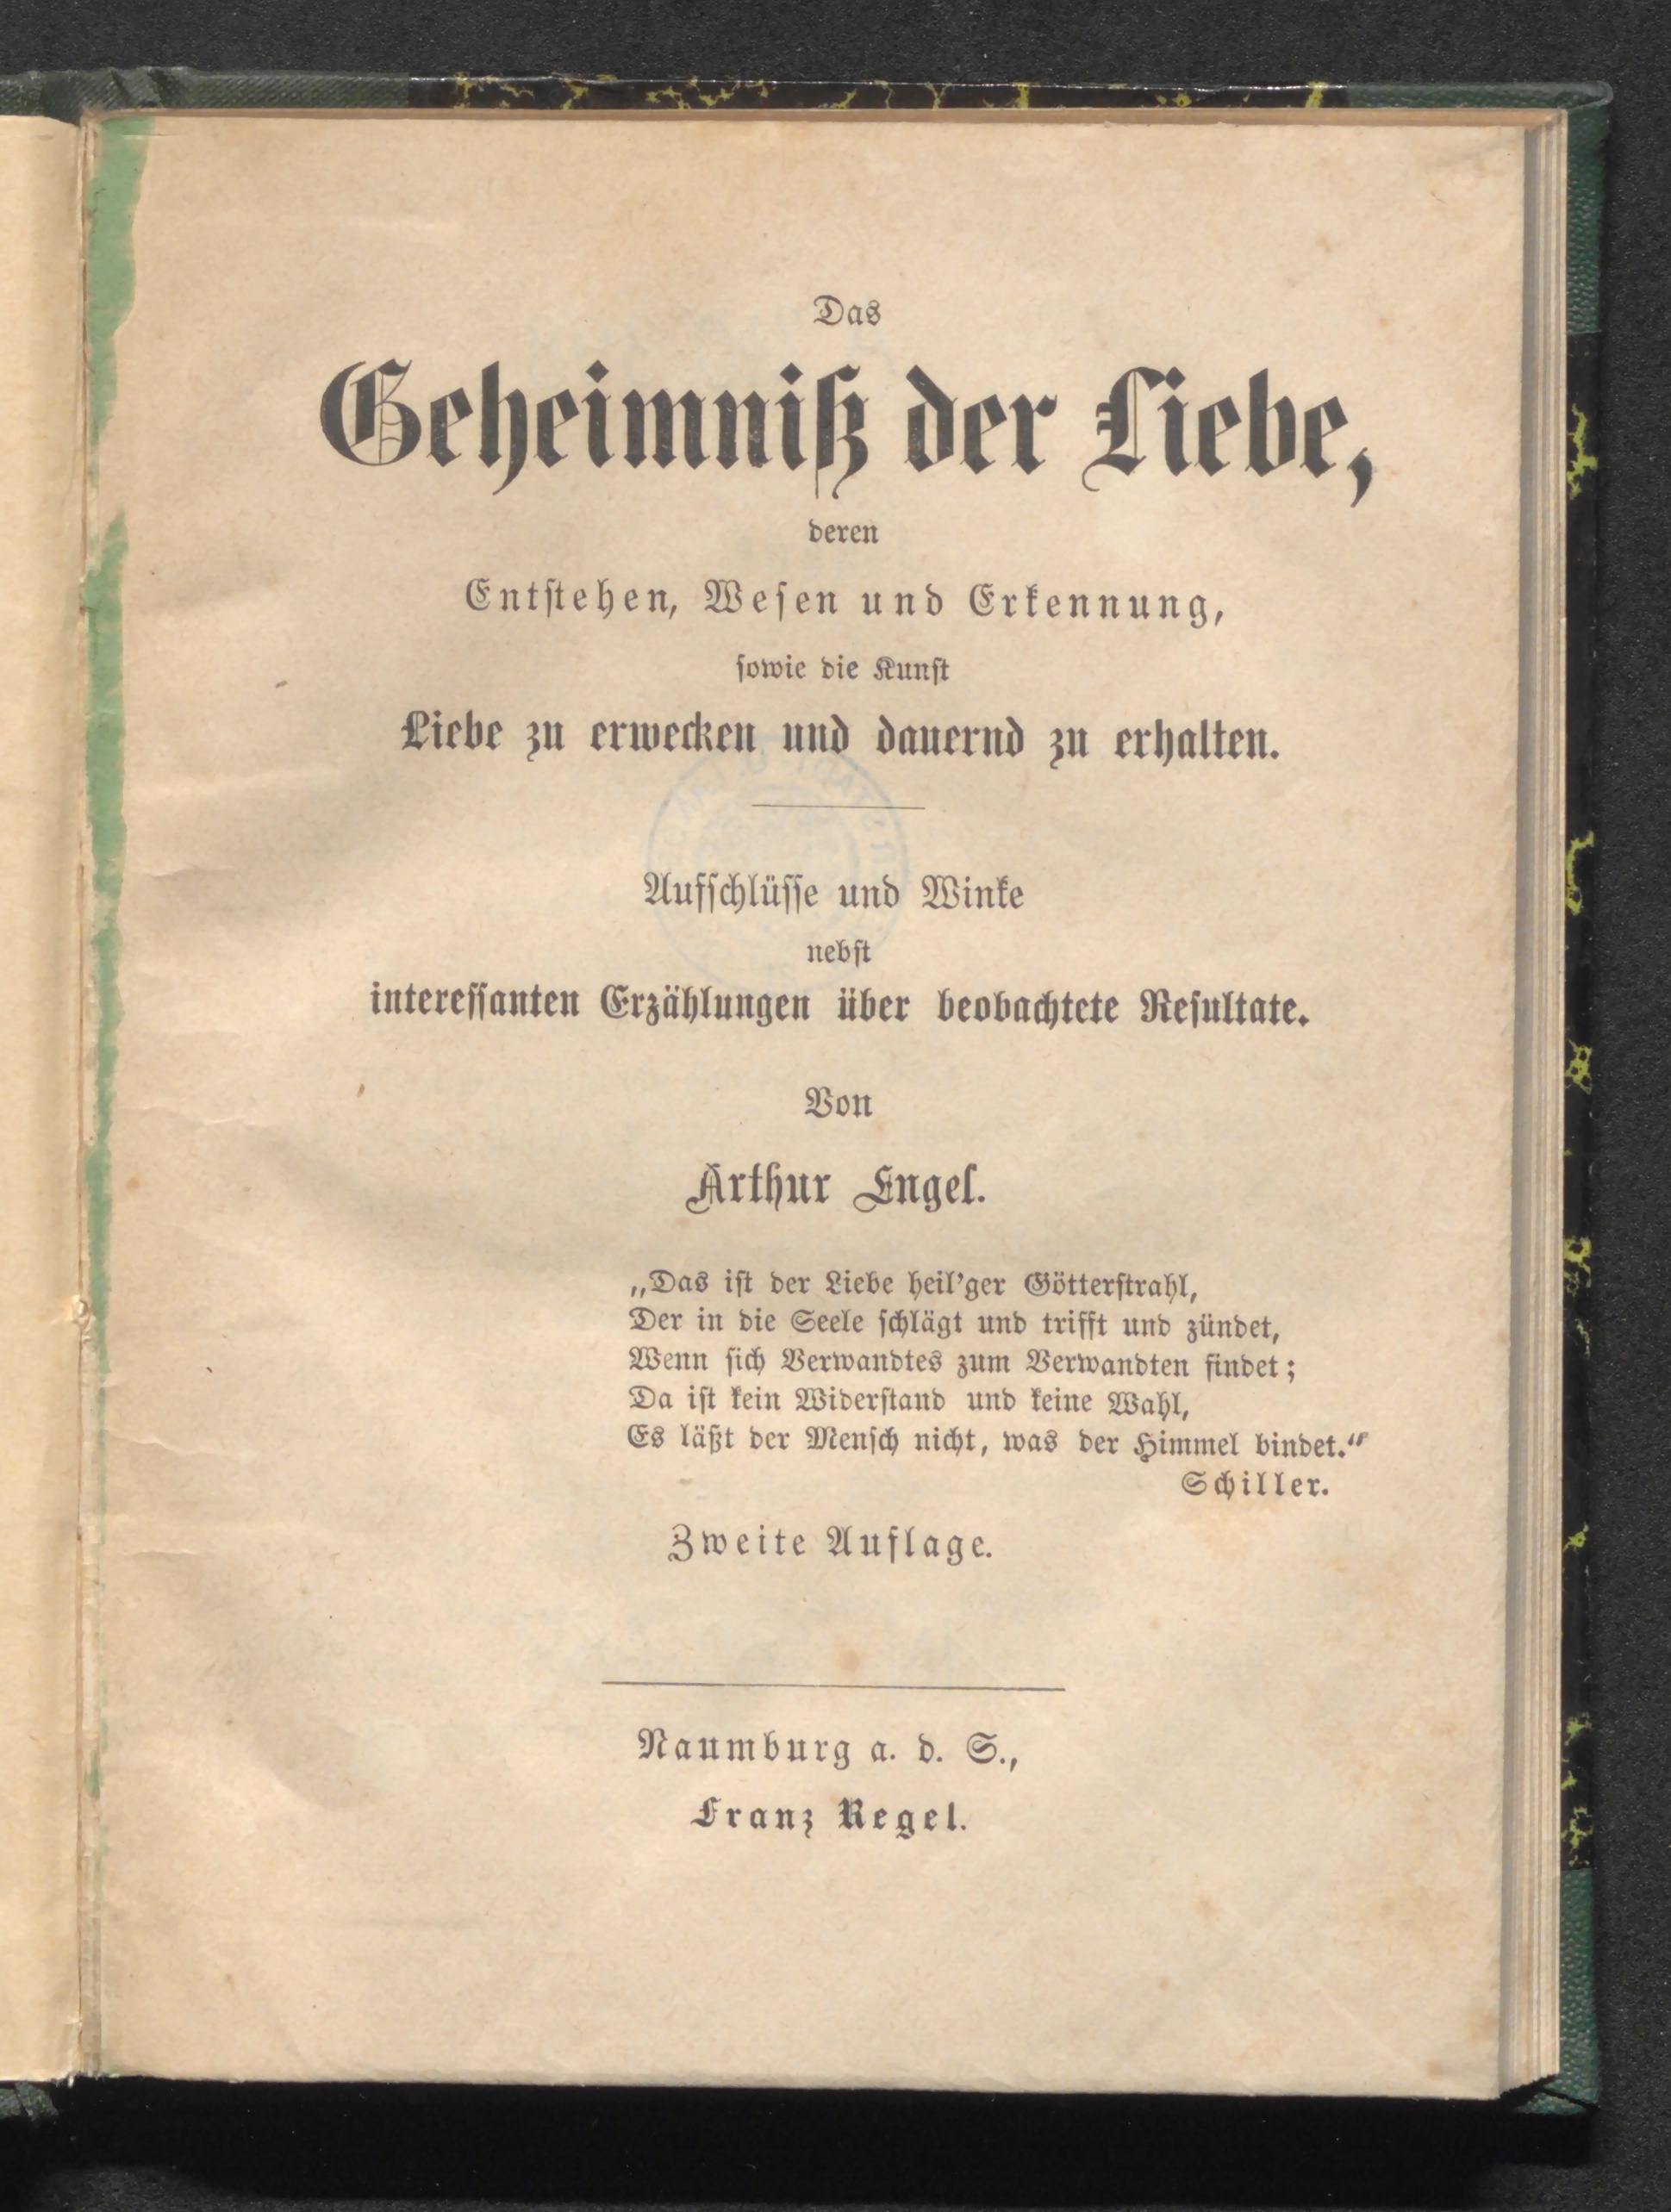 Das
Geheimniß der Liebe,
deren
Entſtehen, Weſen und Erkennung,
ſowie die Kunſt
Liebe zu erwecken und dauernd zu erhalten.
Aufſchlüſſe und Winke
nebſt
intereſſanten Erzählungen über beobachtete Reſultate.
Von
Arthur Engel.
„Das iſt der Liebe heil'ger Götterſtrahl,
Der in die Seele ſchlägt und trifft und zündet,
Wenn ſich Verwandtes zum Verwandten findet;
Da iſt kein Widerſtand und keine Wahl,
Es läßt der Menſch nicht, was der Himmel bindet.“
Schiller.
Zweite Auflage.
Naumburg a. d. S.,
Franz Regel.